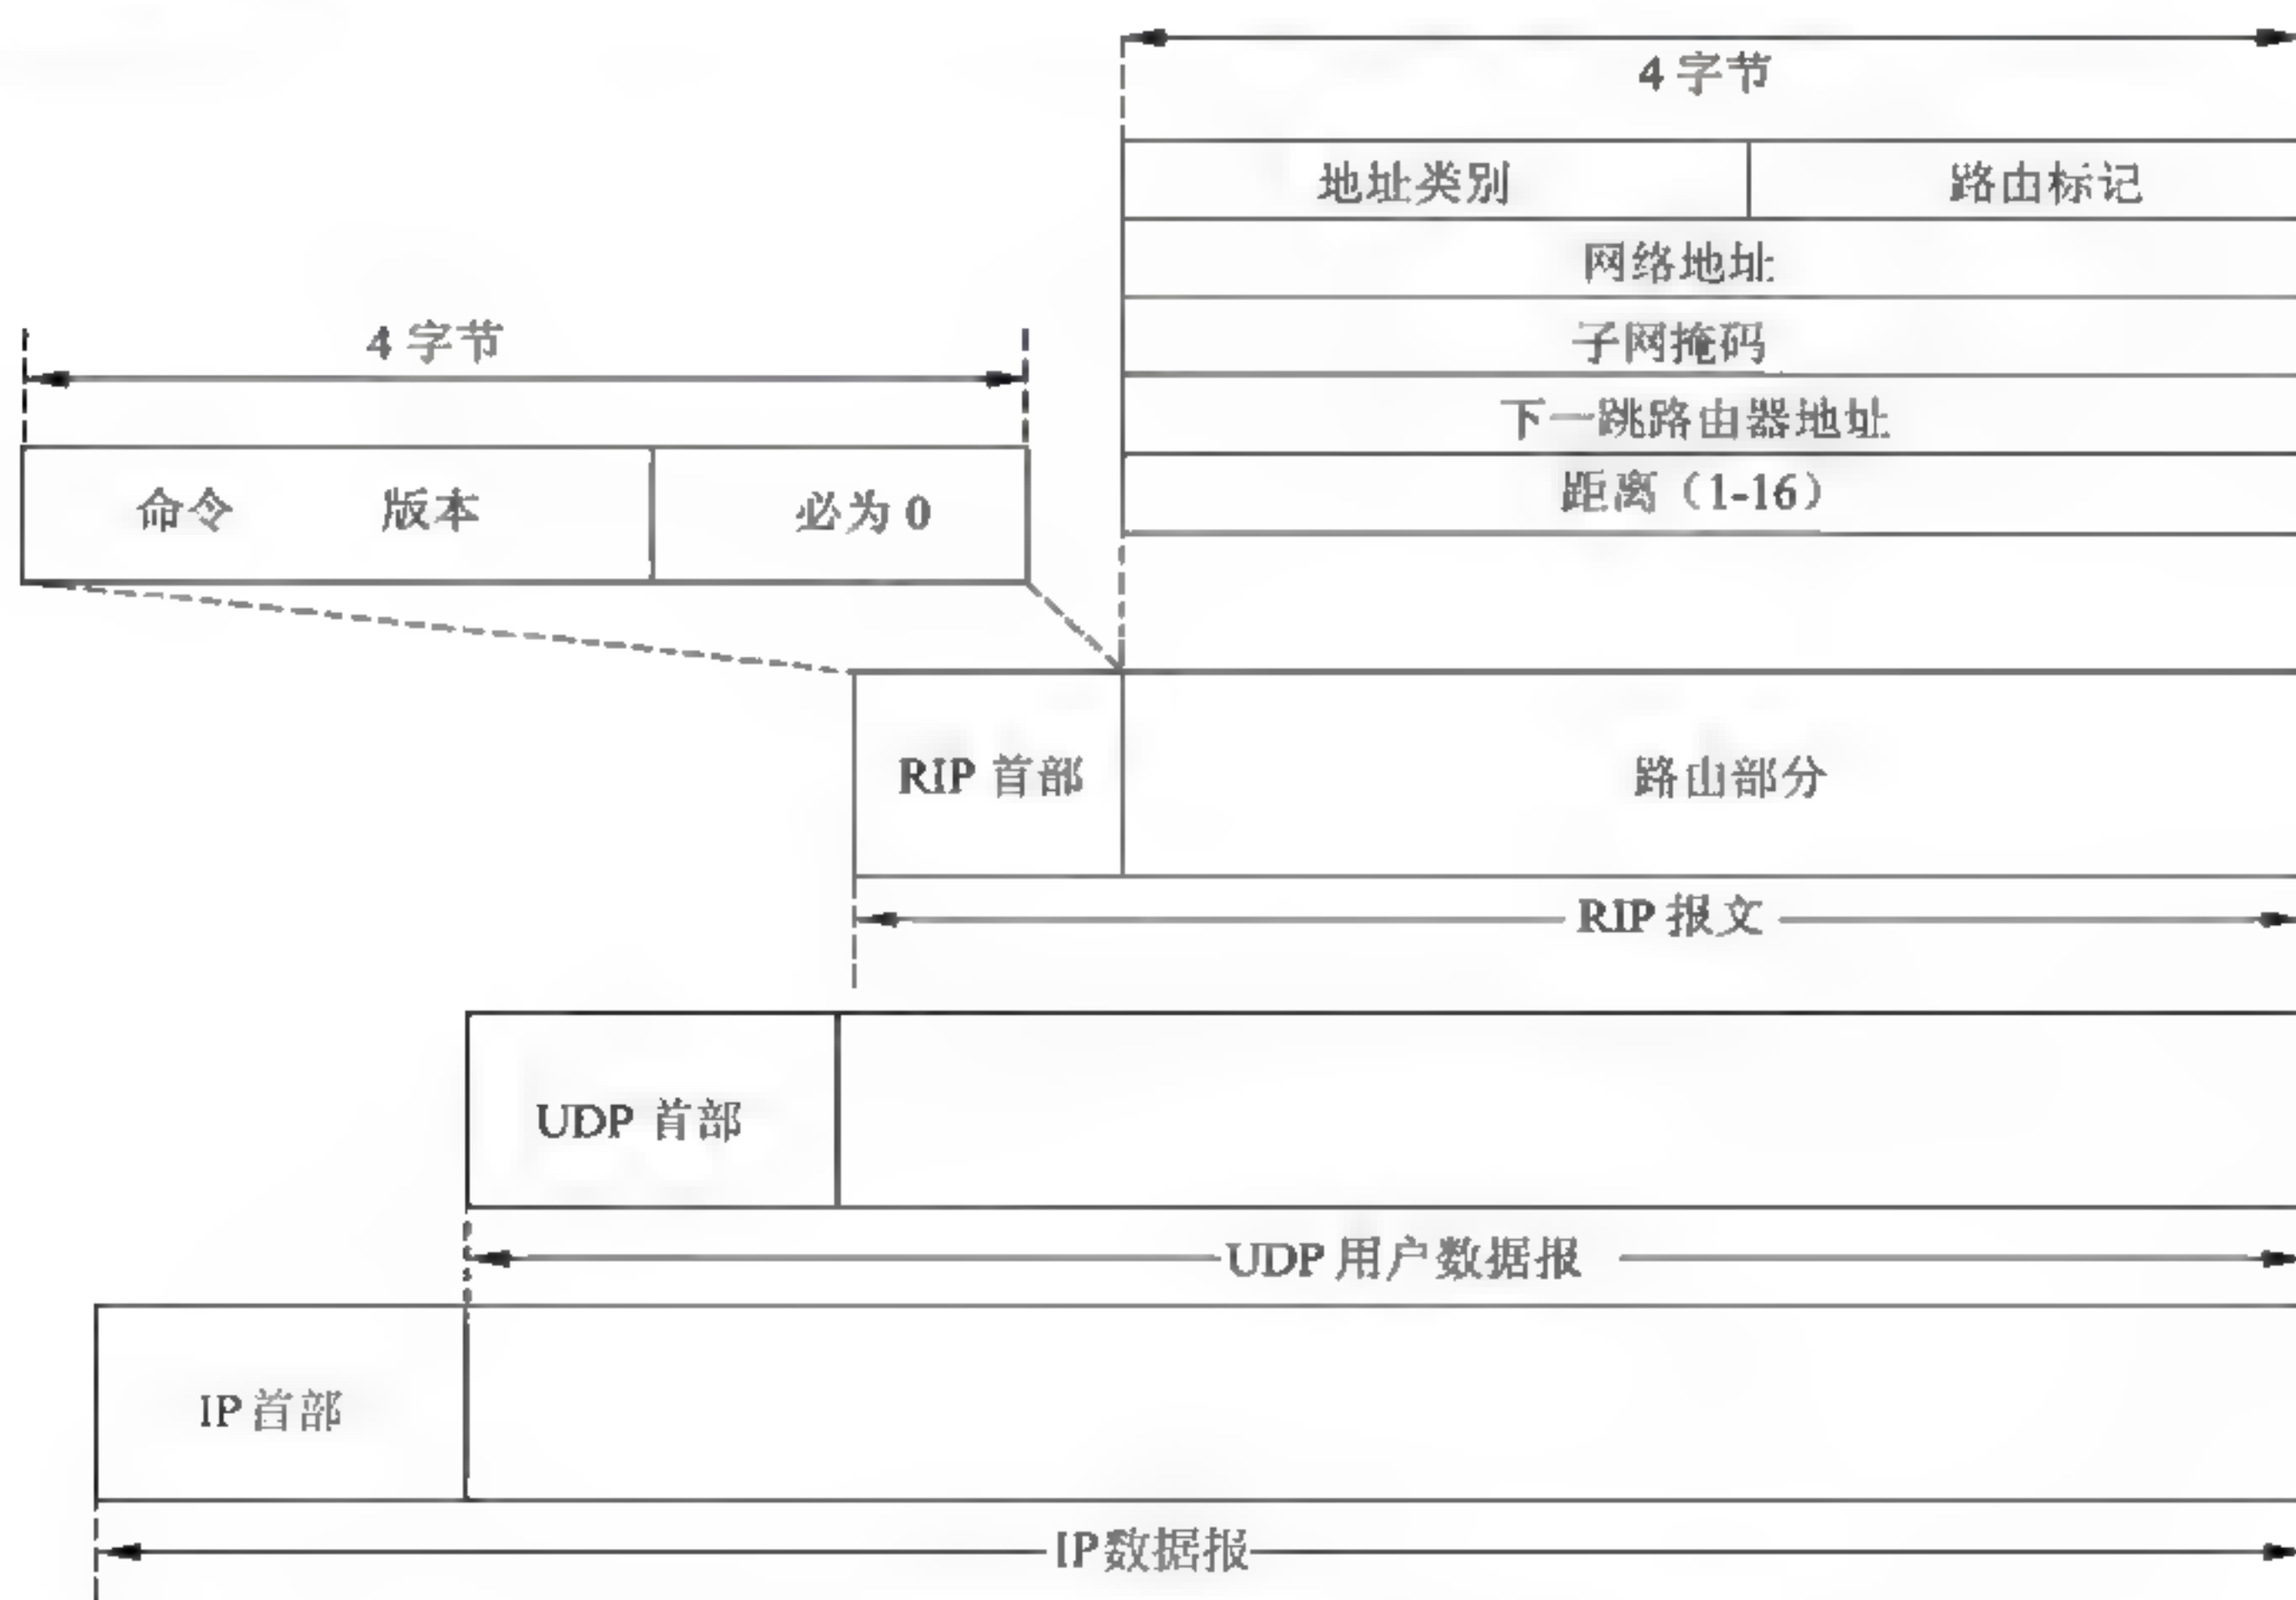 4 字节
地址类别 路由标记
网络地址
子网掩码
4 字节
下一跳路由器地址
距离（1-16）
命令 版本 必为 0
RIP 首部 路山部分
RIP 报文
UDP 首部
UDP 用户数据报
IP 首部
IP数据报